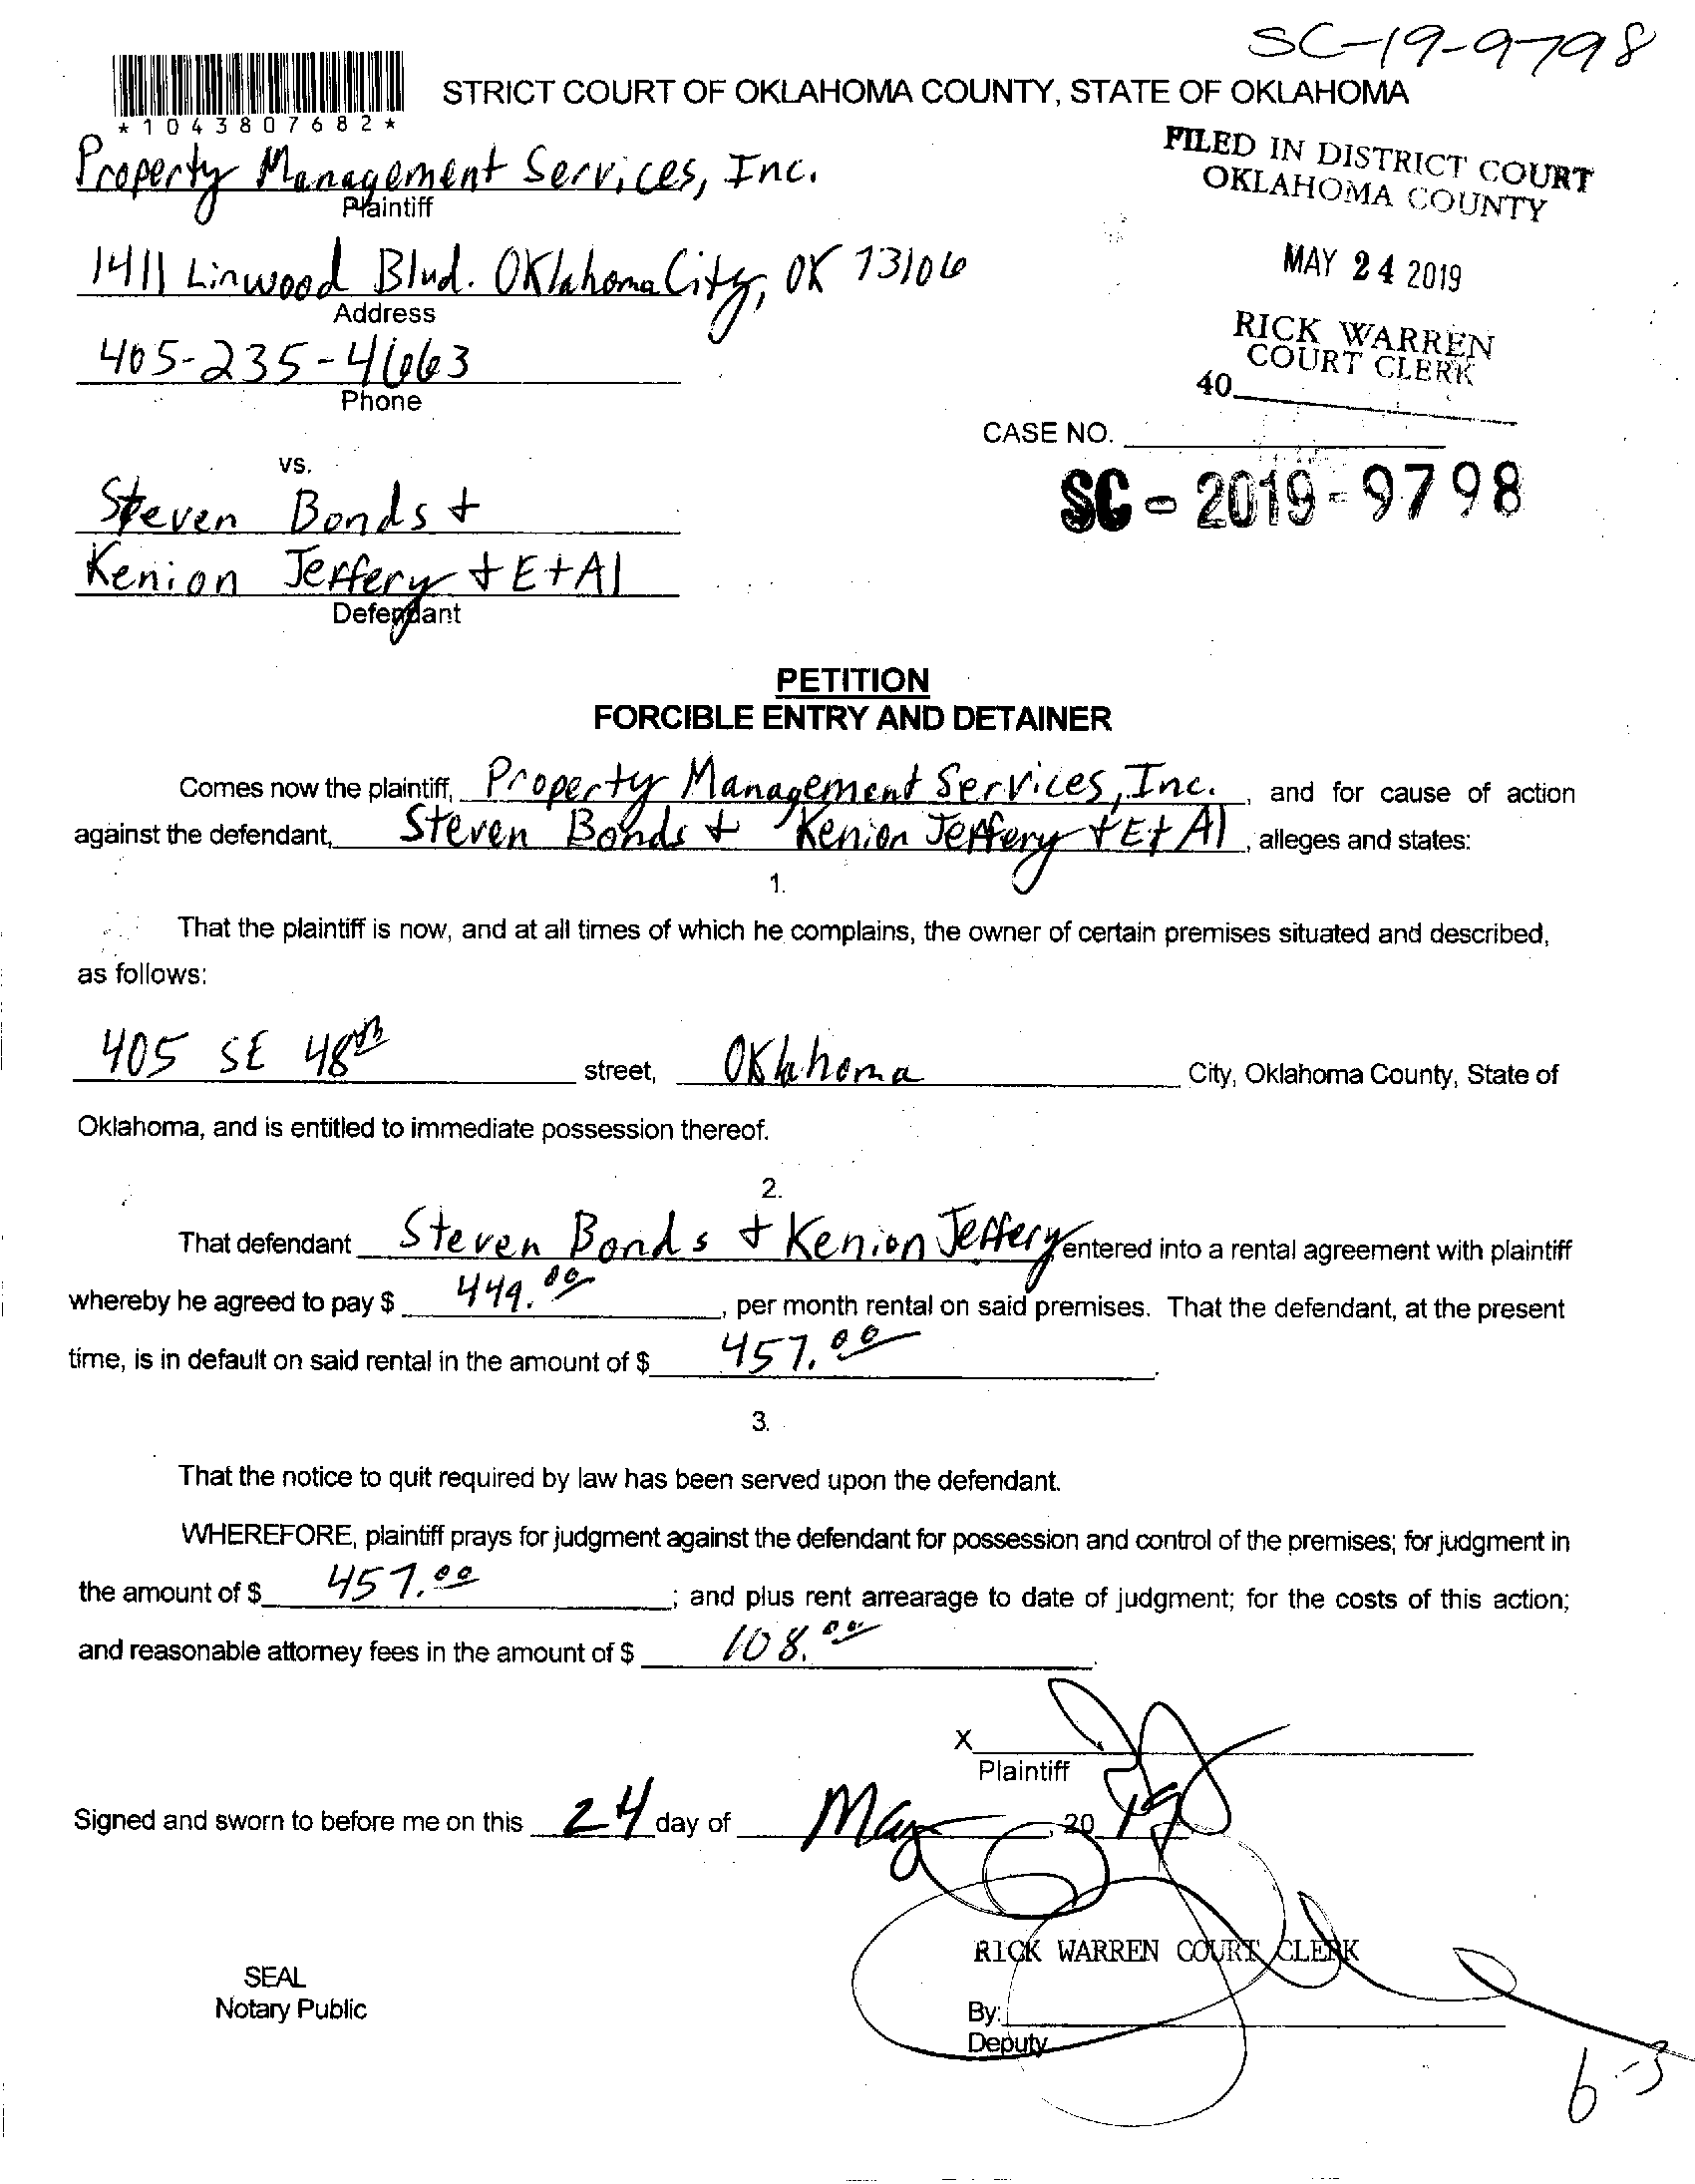 SC-19-9798
STRICT COURT OF OKLAHOMA COUNTY, STATE OF OKLAHOMA
*1043807682*
FILED IN DISTRICT COURT
OKLAHOMA COUNTY
Property Management Services, Inc.
Plaintiff
MAY 24 2019
1411 Linwood Blvd. Oklahoma City, OK 73106
Address
RICK WARREN
COURT CLERK
405-235-4663
40
Phone
CASE NO.
vs.
SC-2019-9798
Steven Bonds +
Kenion Jeffery + Et Al
Defendant
PETITION
FORCIBLE ENTRY AND DETAINER
Comes now the plaintiff, Property Management Services, Inc., and for cause of action
against the defendant, Steven Bonds + Kenion Jeffery + Et Al, alleges and states:
1.
That the plaintiff is now, and at all times of which he complains, the owner of certain premises situated and described,
as follows:
405 SE 48th street, Oklahoma City, Oklahoma County, State of
Oklahoma, and is entitled to immediate possession thereof.
2.
That defendant Steven Bonds + Kenion Jeffery entered into a rental agreement with plaintiff
whereby he agreed to pay $ 449.00, per month rental on said premises. That the defendant, at the present
time, is in default on said rental in the amount of $ 457.00.
3.
That the notice to quit required by law has been served upon the defendant.
WHEREFORE, plaintiff prays for judgment against the defendant for possession and control of the premises; for judgment in
the amount of $ 457.00; and plus rent arrearage to date of judgment; for the costs of this action;
and reasonable attorney fees in the amount of $ 108.00.
X
Plaintiff
Signed and sworn to before me on this 24 day of May, 2019
RICK WARREN COURT CLERK
SEAL
Notary Public
By:
Deputy
6-3